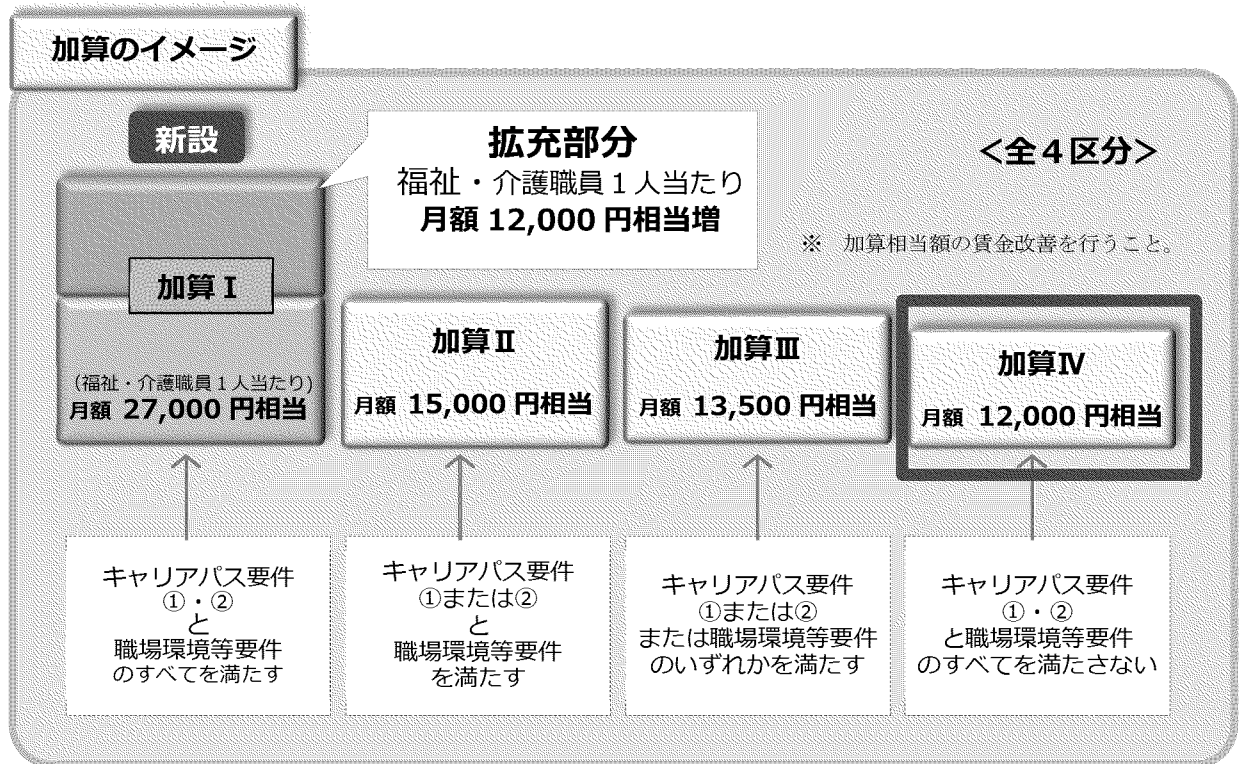 加算のイメージ
新設
拡充部分
福祉・介護職員１人当たり
月額 12,000 円相当増
＜全４区分＞
※　加算相当額の賃金改善を行うこと。
加算Ⅰ
(福祉・介護職員１人当たり)
月額 27,000 円相当
加算Ⅱ
月額 15,000 円相当
加算Ⅲ
月額 13,500 円相当
加算Ⅳ
月額 12,000 円相当
キャリアパス要件
①・②
と
職場環境等要件
のすべてを満たす
キャリアパス要件
①または②
と
職場環境等要件
を満たす
キャリアパス要件
①または②
または職場環境等要件
のいずれかを満たす
キャリアパス要件
①・②
と職場環境等要件
のすべてを満たさない